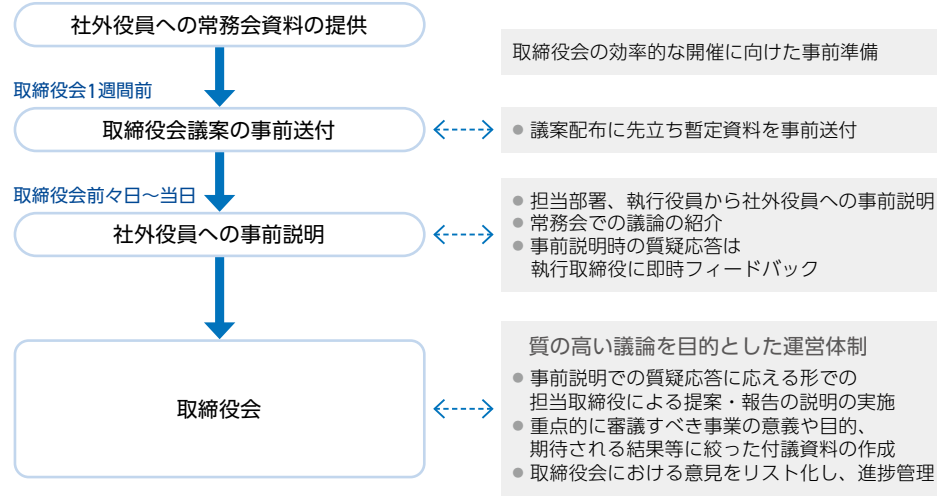 社外役員への常務会資料の提供
取締役会の効率的な開催に向けた事前準備
取締役会1週間前
取締役会議案の事前送付
● 議案配布に先立ち暫定資料を事前送付
取締役会前々日～当日
社外役員への事前説明
● 担当部署、執行役員から社外役員への事前説明
● 常務会での議論の紹介
● 事前説明時の質疑応答は
執行取締役に即時フィードバック
取締役会
質の高い議論を目的とした運営体制
● 事前説明での質疑応答に応える形での
担当取締役による提案・報告の説明の実施
● 重点的に審議すべき事業の意義や目的、
期待される結果等に絞った付議資料の作成
● 取締役会における意見をリスト化し、進捗管理